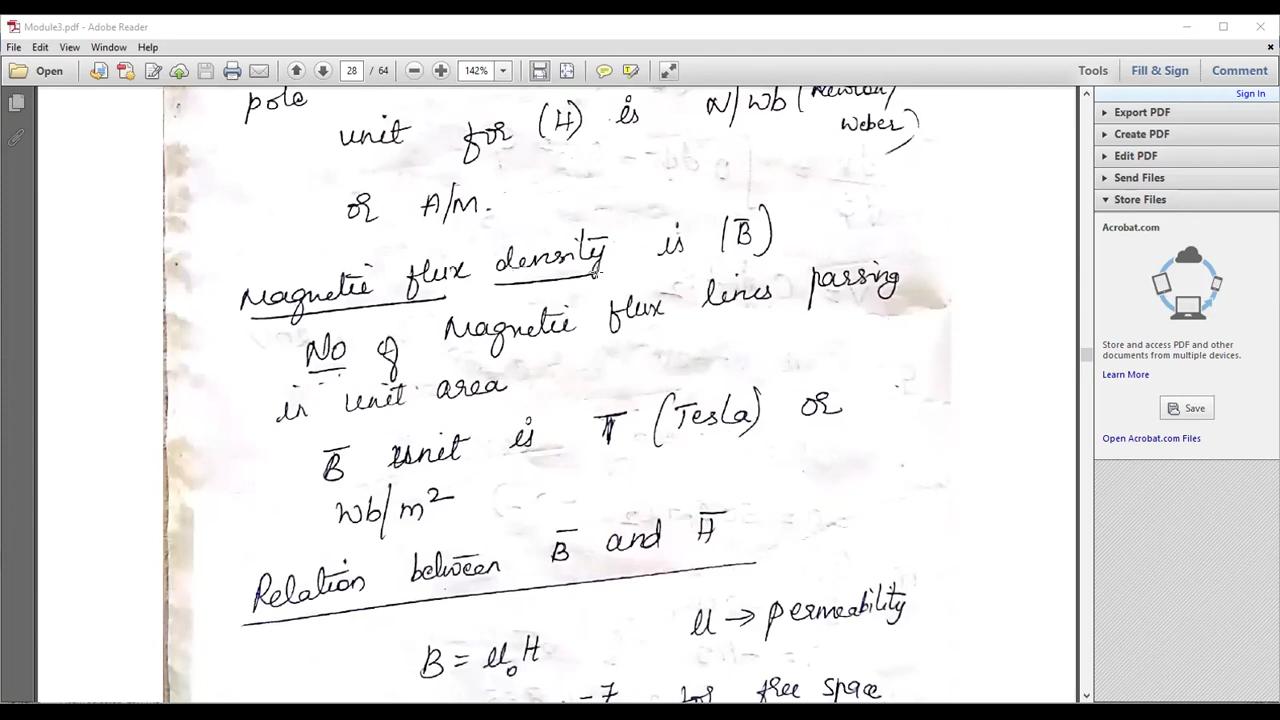 Module3.pdf - Adobe Reader
File Edit View Window Help
Open 28 / 64 142% Tools Fill & Sign Comment
Sign In
Export PDF
Create PDF
Edit PDF
Send Files
Store Files
Acrobat.com
Store and access PDF and other
documents from multiple devices.
Learn More
Save
Open Acrobat.com Files
pole
unit for (H) is N/Wb (Newton/
Weber)
or A/M.
Magnetic flux density is (B̅)
No of Magnetic flux lines passing
in unit area
B̅ unit is T (Tesla) or
Wb/m²
Relation between B̅ and H̅
μ → permeability
B = μ₀H
-7 for free space